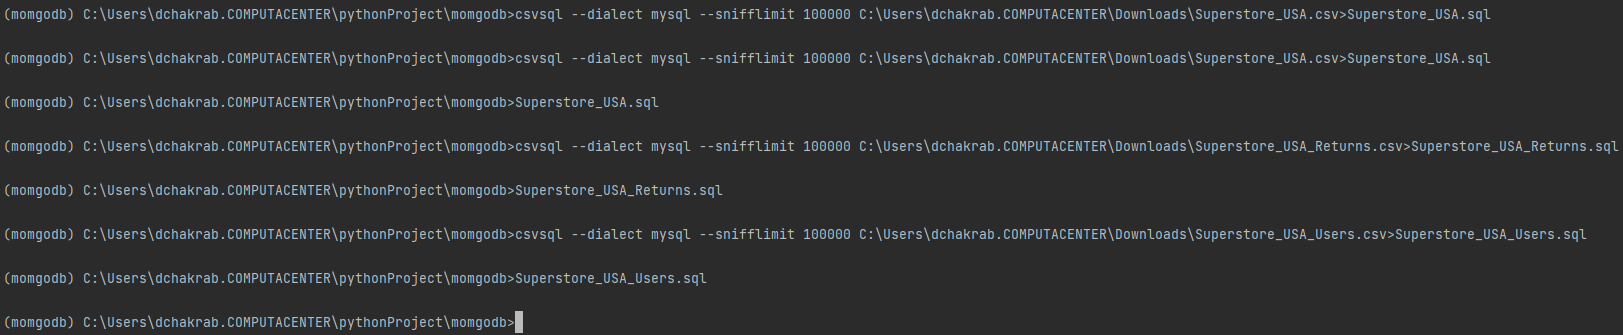 (momgodb) C:\Users\dchakrab.COMPUTACENTER\pythonProject\momgodb>csvsql --dialect mysql --snifflimit 100000 C:\Users\dchakrab.COMPUTACENTER\Downloads\Superstore_USA.csv>Superstore_USA.sql
(momgodb) C:\Users\dchakrab.COMPUTACENTER\pythonProject\momgodb>csvsql --dialect mysql --snifflimit 100000 C:\Users\dchakrab.COMPUTACENTER\Downloads\Superstore_USA.csv>Superstore_USA.sql
(momgodb) C:\Users\dchakrab.COMPUTACENTER\pythonProject\momgodb>Superstore_USA.sql
(momgodb) C:\Users\dchakrab.COMPUTACENTER\pythonProject\momgodb>csvsql --dialect mysql --snifflimit 100000 C:\Users\dchakrab.COMPUTACENTER\Downloads\Superstore_USA_Returns.csv>Superstore_USA_Returns.sql
(momgodb) C:\Users\dchakrab.COMPUTACENTER\pythonProject\momgodb>Superstore_USA_Returns.sql
(momgodb) C:\Users\dchakrab.COMPUTACENTER\pythonProject\momgodb>csvsql --dialect mysql --snifflimit 100000 C:\Users\dchakrab.COMPUTACENTER\Downloads\Superstore_USA_Users.csv>Superstore_USA_Users.sql
(momgodb) C:\Users\dchakrab.COMPUTACENTER\pythonProject\momgodb>Superstore_USA_Users.sql
(momgodb) C:\Users\dchakrab.COMPUTACENTER\pythonProject\momgodb>